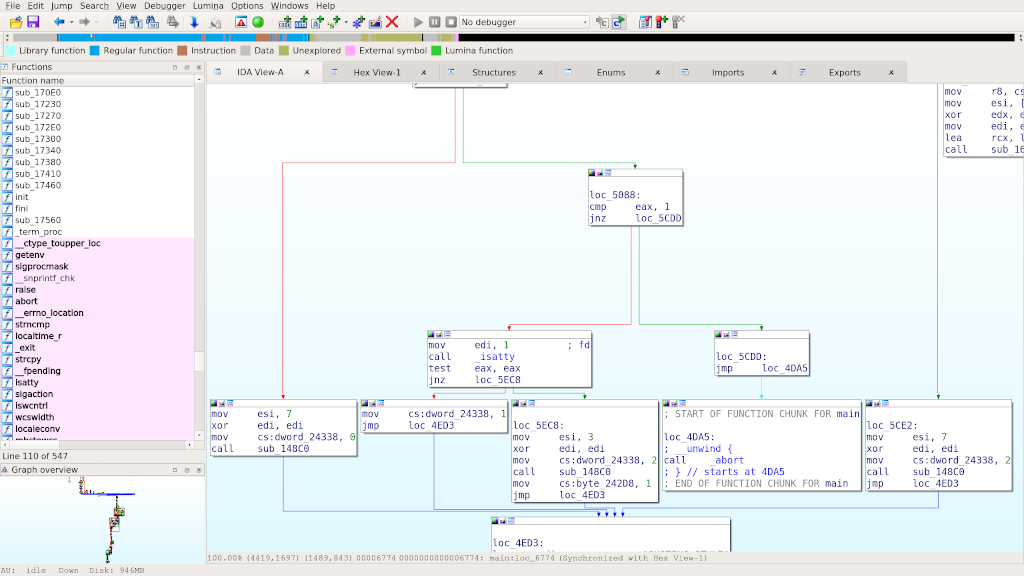 File Edit Jump Search View Debugger Lumina Options Windows Help
No debugger
Library function Regular function Instruction Data Unexplored External symbol Lumina function
Functions
Function name
sub_170E0
sub_17230
sub_17270
sub_172E0
sub_17300
sub_17340
sub_17380
sub_17410
sub_17460
init
fini
sub_17560
_term_proc
__ctype_toupper_loc
getenv
sigprocmask
__snprintf_chk
raise
abort
__errno_location
strncmp
localtime_r
_exit
strcpy
__fpending
isatty
sigaction
iswcntrl
wcswidth
localeconv
mbstowcs
Line 110 of 547
Graph overview
IDA View-A Hex View-1 Structures Enums Imports Exports
mov r8, cs
mov esi, [
xor edx, e
mov edi, e
lea rcx, l
call sub_16
loc_5088:
cmp eax, 1
jnz loc_5CDD
mov edi, 1 ; fd
call _isatty
test eax, eax
jnz loc_5EC8
loc_5CDD:
jmp loc_4DA5
mov esi, 7
xor edi, edi
mov cs:dword_24338, 0
call sub_148C0
mov cs:dword_24338, 1
jmp loc_4ED3
loc_5EC8:
mov esi, 3
xor edi, edi
mov cs:dword_24338, 2
call sub_148C0
mov cs:byte_242D8, 1
jmp loc_4ED3
; START OF FUNCTION CHUNK FOR main
loc_4DA5:
; __unwind {
call _abort
; } // starts at 4DA5
; END OF FUNCTION CHUNK FOR main
loc_5CE2:
mov esi, 7
xor edi, edi
mov cs:dword_24338, 2
call sub_148C0
jmp loc_4ED3
loc_4ED3:
100.00% (4419,1697) (1489,843) 00006774 0000000000006774: main:loc_6774 (Synchronized with Hex View-1)
AU: idle Down Disk: 946MB